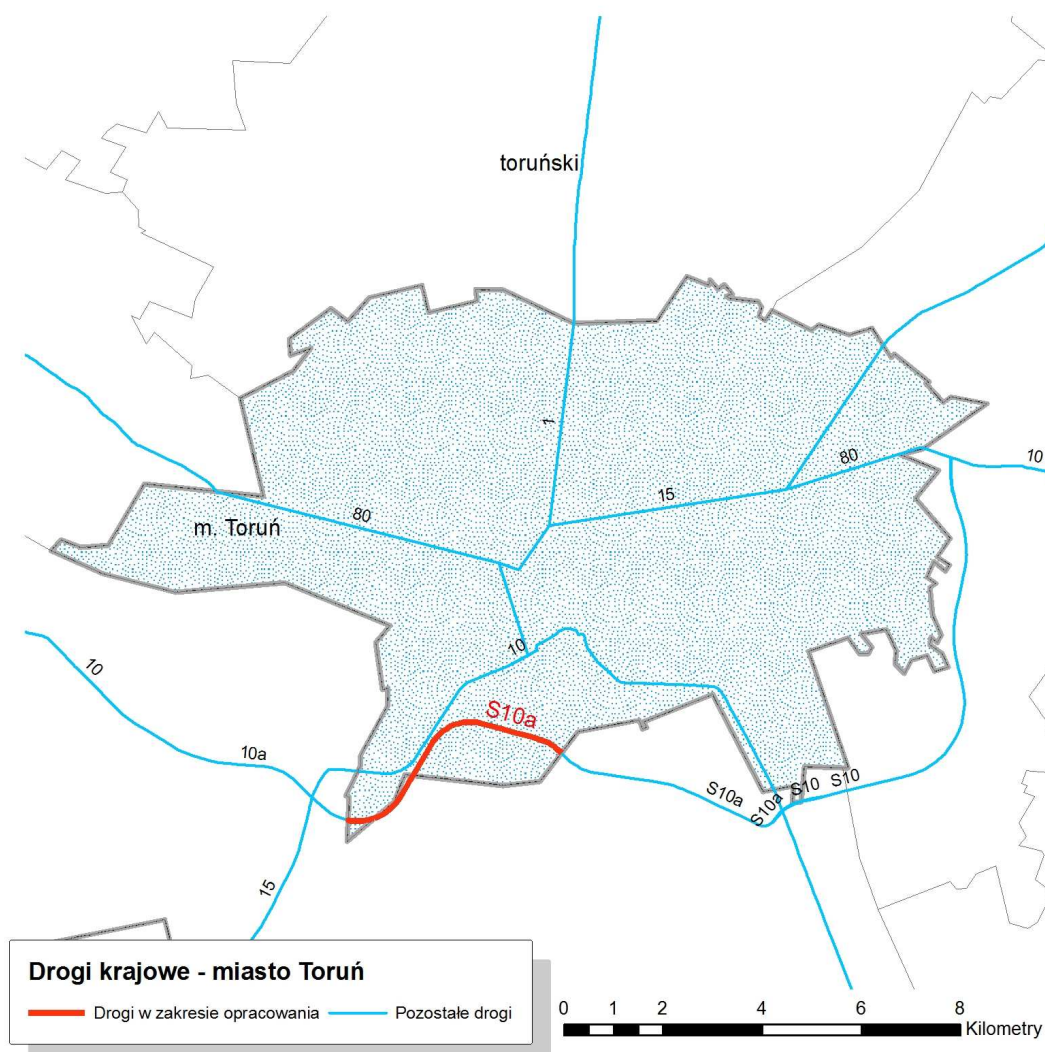 toruński
1
80
10
15
80
m. Toruń
10
10
S10a
10a
S10a
S10a
S10
S10
15
Drogi krajowe - miasto Toruń
Drogi w zakresie opracowania
Pozostałe drogi
0 1 2 4 6 8
Kilometry